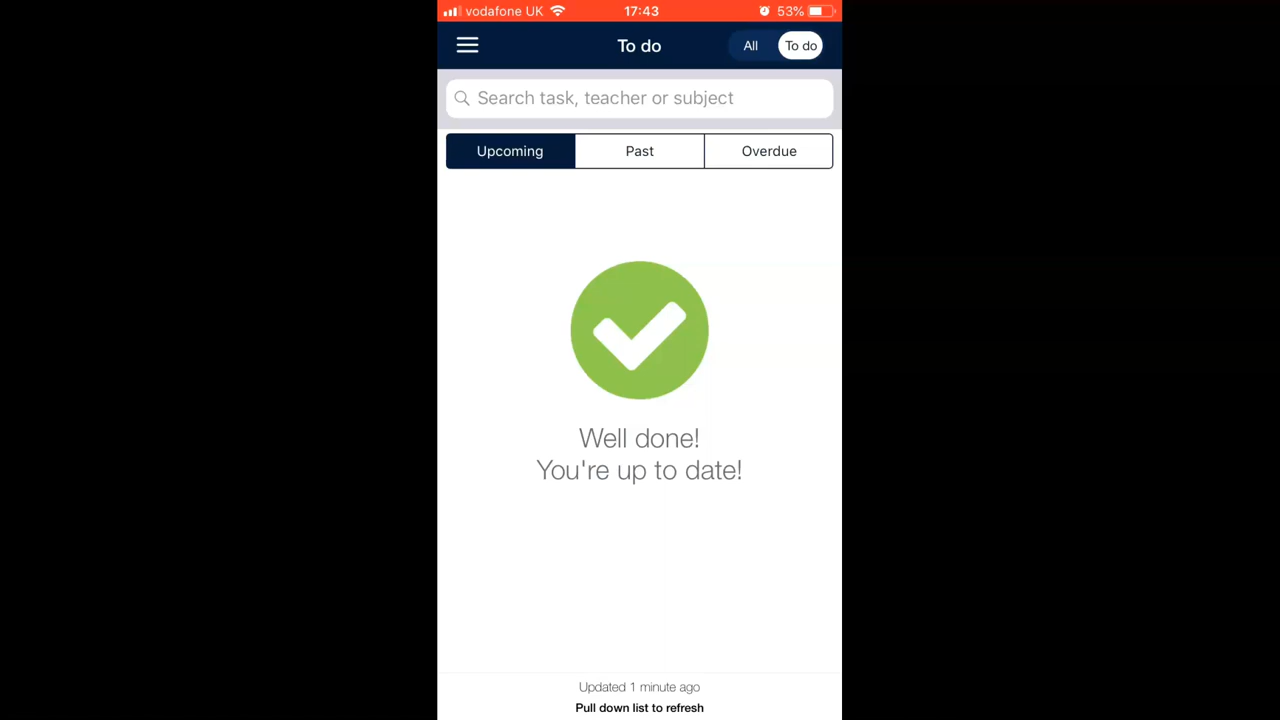 vodafone UK 17:43 53%
To do All To do
Search task, teacher or subject
Upcoming Past Overdue
Well done!
You're up to date!
Updated 1 minute ago
Pull down list to refresh